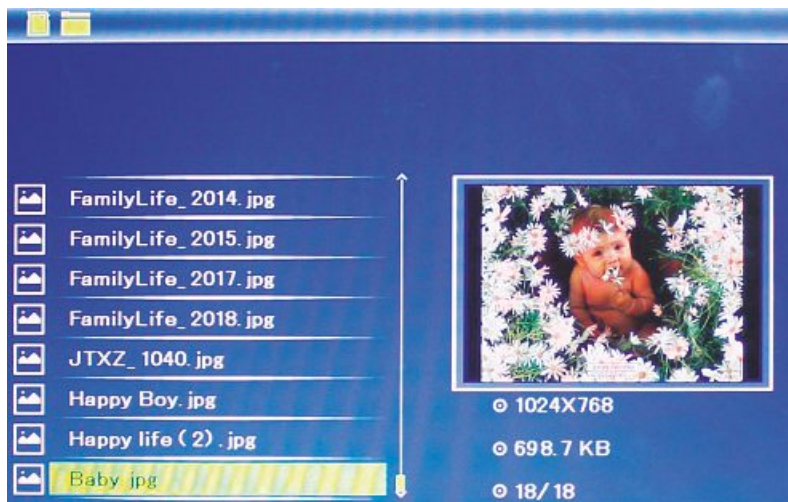 FamilyLife_2014.jpg
FamilyLife_2015.jpg
FamilyLife_2017.jpg
FamilyLife_2018.jpg
JTXZ_1040.jpg
Happy Boy.jpg
Happy life (2).jpg
Baby jpg
1024X768
698.7 KB
18/18